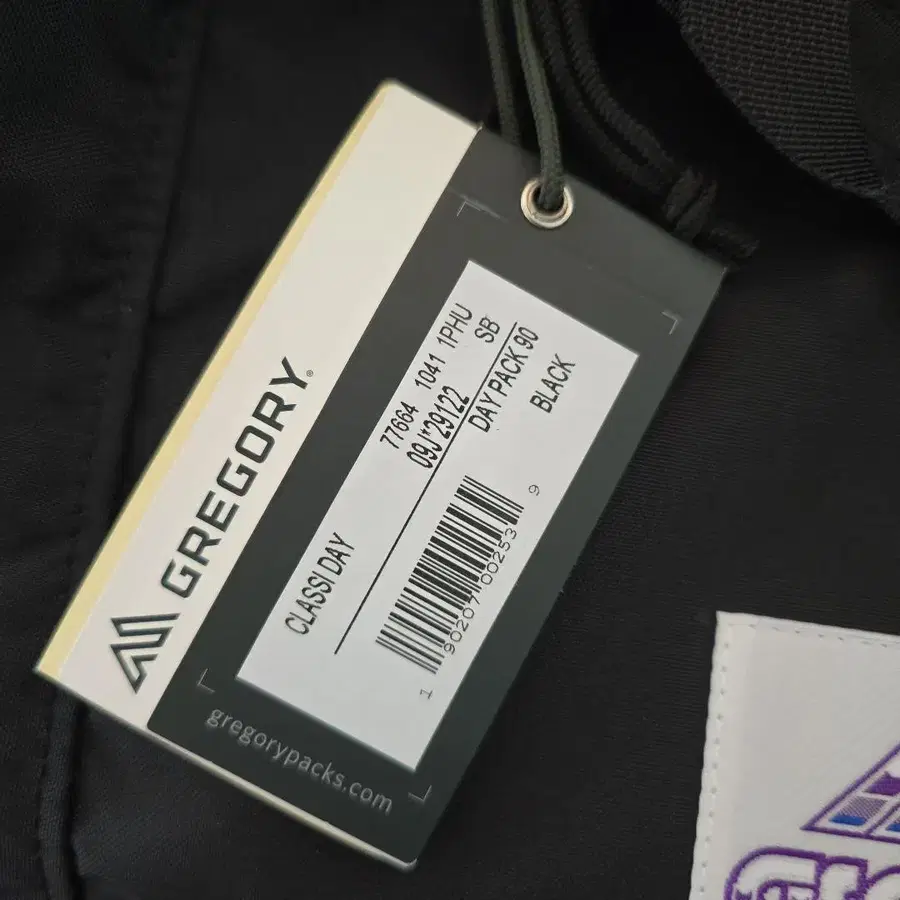 GREGORY®
77664 1041 1PHU
09J*29122 SB
CLASSI DAY DAY PACK 90
BLACK
1 90207 00253 9
gregorypacks.com
Gre